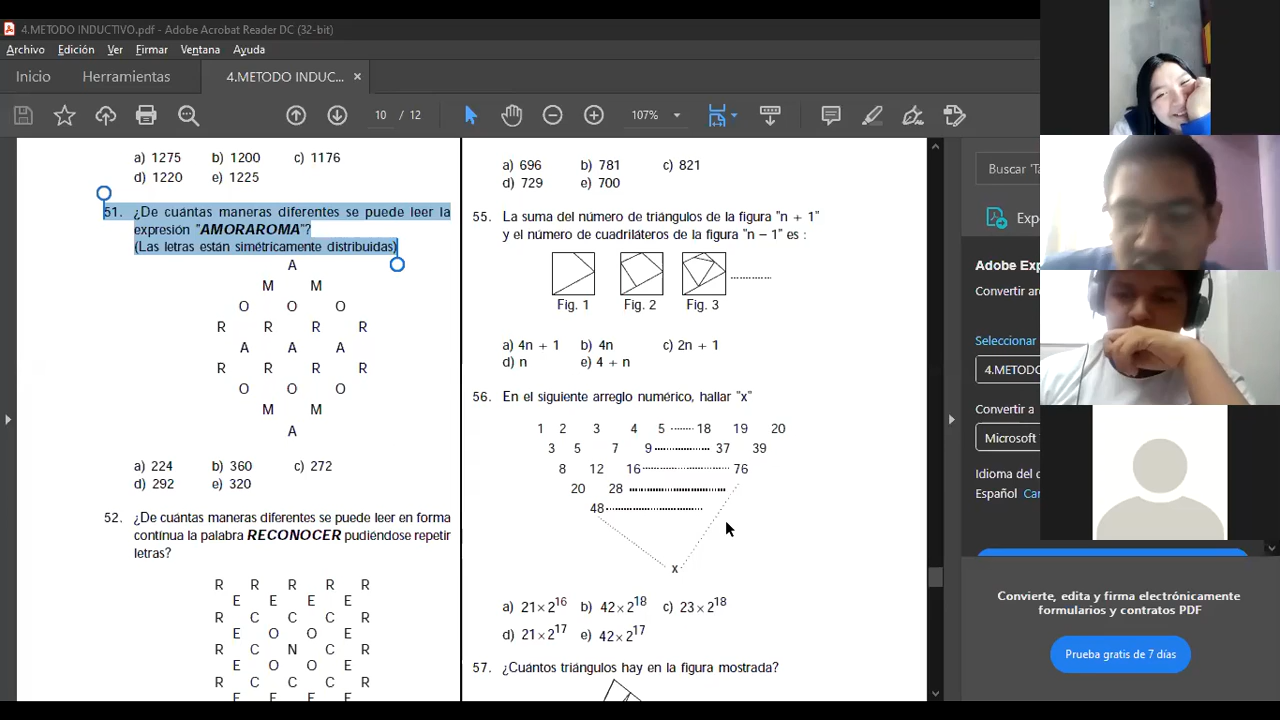 4.METODO INDUCTIVO.pdf - Adobe Acrobat Reader DC (32-bit)
Archivo Edición Ver Firmar Ventana Ayuda
Inicio Herramientas 4.METODO INDUC... ×
10 / 12 107%
a) 1275 b) 1200 c) 1176
d) 1220 e) 1225
51. ¿De cuántas maneras diferentes se puede leer la
expresión "AMORAROMA"?
(Las letras están simétricamente distribuidas)
A
M M
O O O
R R R R
A A A
R R R R
O O O
M M
A
a) 224 b) 360 c) 272
d) 292 e) 320
52. ¿De cuántas maneras diferentes se puede leer en forma
contínua la palabra RECONOCER pudiéndose repetir
letras?
R R R R R
E E E E
R C C C R
E O O E
R C N C R
E O O E
R C C C R
E E E E
a) 696 b) 781 c) 821
d) 729 e) 700
55. La suma del número de triángulos de la figura "n + 1"
y el número de cuadriláteros de la figura "n – 1" es :
Fig. 1 Fig. 2 Fig. 3
a) 4n + 1 b) 4n c) 2n + 1
d) n e) 4 + n
56. En el siguiente arreglo numérico, hallar "x"
1 2 3 4 5 ....... 18 19 20
3 5 7 9 ................ 37 39
8 12 16 .......................... 76
20 28 ..........................
48 ..........................
x
a) 21 × 2^16 b) 42 × 2^18 c) 23 × 2^18
d) 21 × 2^17 e) 42 × 2^17
57. ¿Cuántos triángulos hay en la figura mostrada?
Buscar 'Ta
Exp
Adobe Exp
Convertir arc
Seleccionar
4.METODO
Convertir a
Microsoft
Idioma del d
Español Can
Convierte, edita y firma electrónicamente
formularios y contratos PDF
Prueba gratis de 7 días